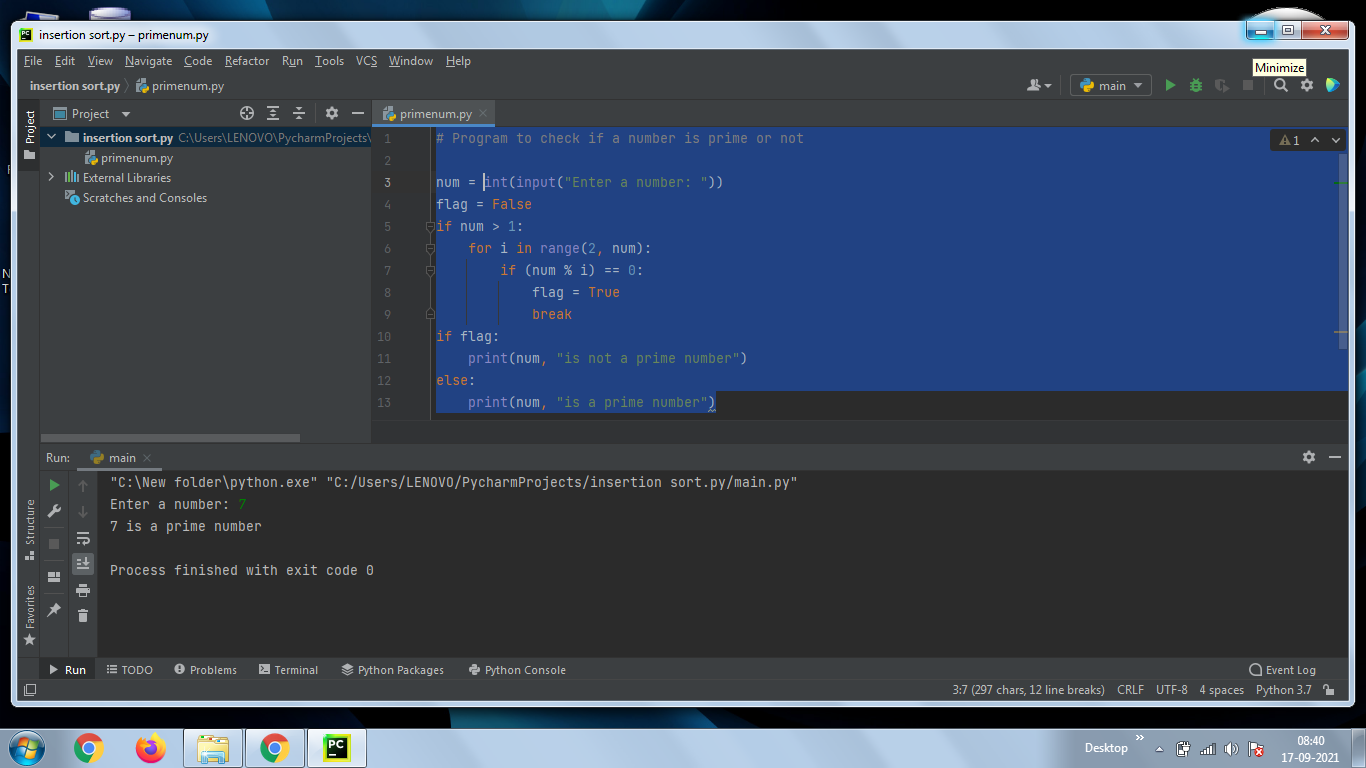 insertion sort.py – primenum.py
File Edit View Navigate Code Refactor Run Tools VCS Window Help
Minimize
insertion sort.py primenum.py main
Project
Project
primenum.py
insertion sort.py C:\Users\LENOVO\PycharmProjects\
primenum.py
External Libraries
Scratches and Consoles
1 # Program to check if a number is prime or not
2
3 num = int(input("Enter a number: "))
4 flag = False
5 if num > 1:
6 for i in range(2, num):
7 if (num % i) == 0:
8 flag = True
9 break
10 if flag:
11 print(num, "is not a prime number")
12 else:
13 print(num, "is a prime number")
1
Run: main
"C:\New folder\python.exe" "C:/Users/LENOVO/PycharmProjects/insertion sort.py/main.py"
Enter a number: 7
7 is a prime number
Process finished with exit code 0
Structure
Favorites
Run TODO Problems Terminal Python Packages Python Console Event Log
3:7 (297 chars, 12 line breaks) CRLF UTF-8 4 spaces Python 3.7
PC
Desktop
08:40
17-09-2021